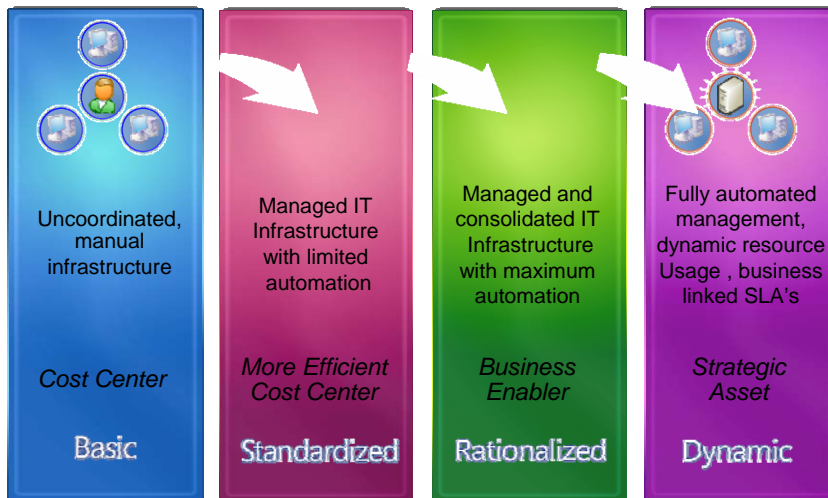 Uncoordinated,
manual
infrastructure
Cost Center
Basic
Managed IT
Infrastructure
with limited
automation
More Efficient
Cost Center
Standardized
Managed and
consolidated IT
Infrastructure
with maximum
automation
Business
Enabler
Rationalized
Fully automated
management,
dynamic resource
Usage , business
linked SLA's
Strategic
Asset
Dynamic